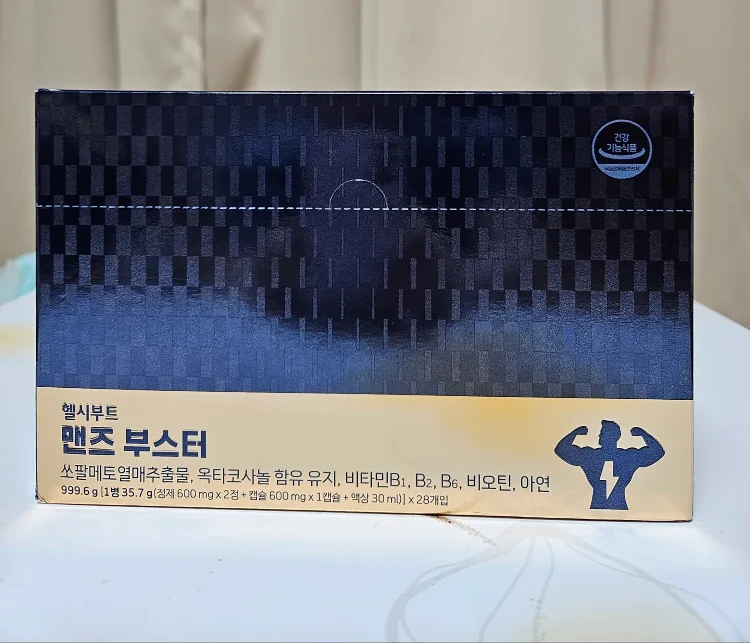 건강
기능식품
헬시부트
맨즈 부스터
쏘팔메토열매추출물, 옥타코사놀 함유 유지, 비타민B₁, B₂, B₆, 비오틴, 아연
999.6 g [1병 35.7 g(정제 600 mg x 2정 + 캡슐 600 mg x 1캡슐 + 액상 30 ml)] x 28개입